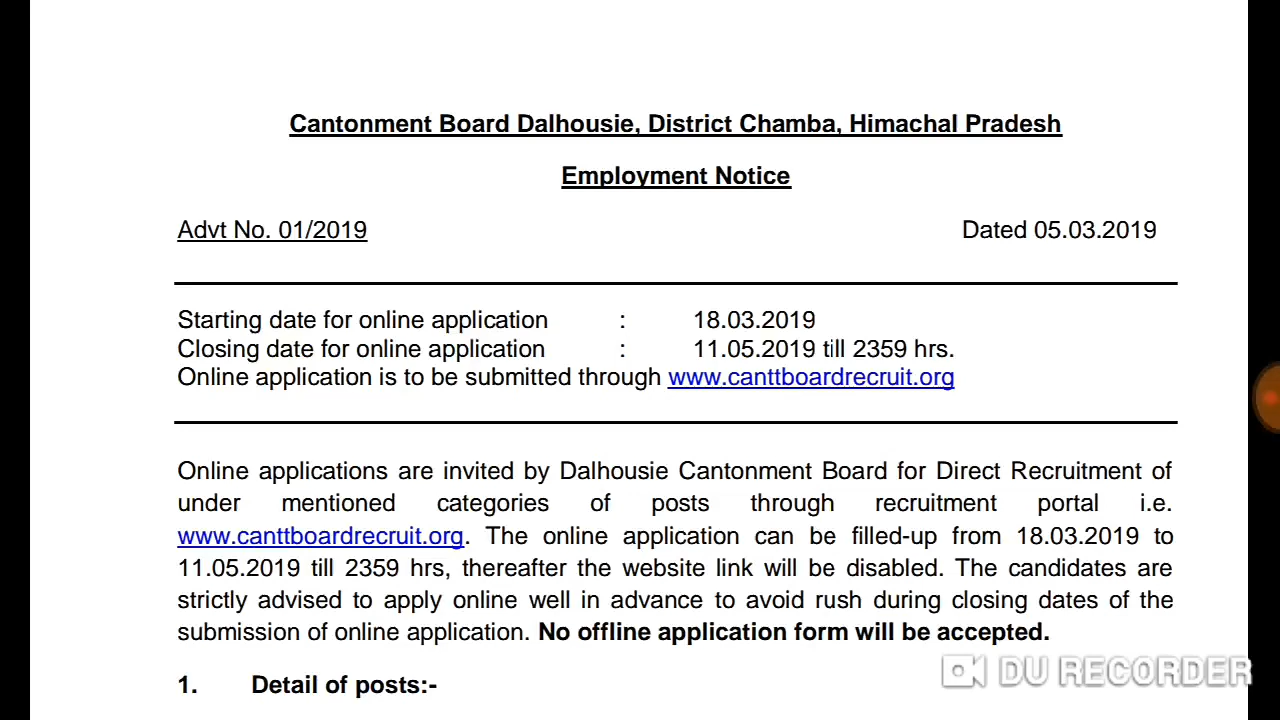 Cantonment Board Dalhousie, District Chamba, Himachal Pradesh
Employment Notice
Advt No. 01/2019 Dated 05.03.2019
Starting date for online application : 18.03.2019
Closing date for online application : 11.05.2019 till 2359 hrs.
Online application is to be submitted through www.canttboardrecruit.org
Online applications are invited by Dalhousie Cantonment Board for Direct Recruitment of
under mentioned categories of posts through recruitment portal i.e.
www.canttboardrecruit.org. The online application can be filled-up from 18.03.2019 to
11.05.2019 till 2359 hrs, thereafter the website link will be disabled. The candidates are
strictly advised to apply online well in advance to avoid rush during closing dates of the
submission of online application. No offline application form will be accepted.
1. Detail of posts:-
DU RECORDER